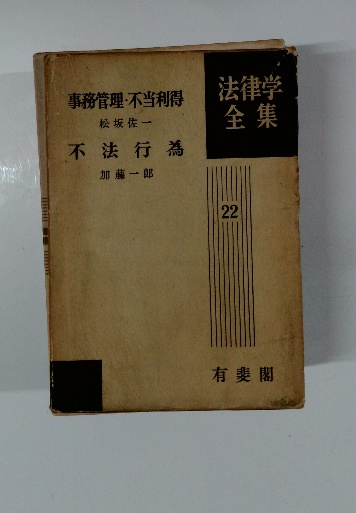 法律学
全集
22
事務管理・不当利得
松坂佐一
不法行為
加藤一郎
有斐閣